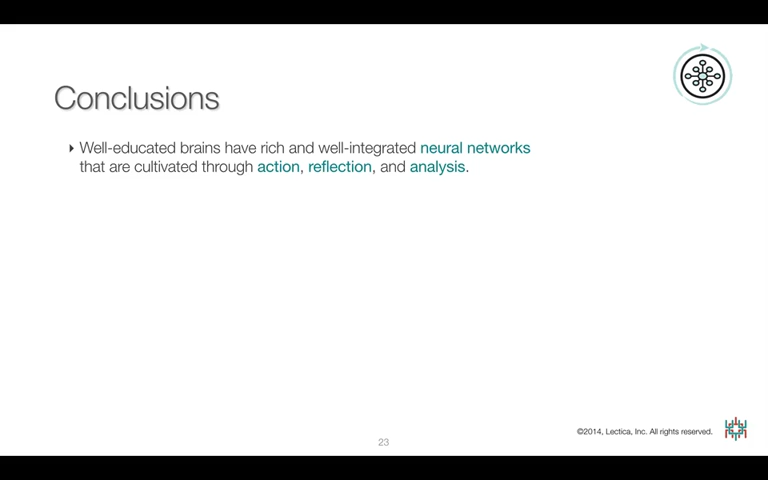 Conclusions
Well-educated brains have rich and well-integrated neural networks
that are cultivated through action, reflection, and analysis.
©2014, Lectica, Inc. All rights reserved.
23